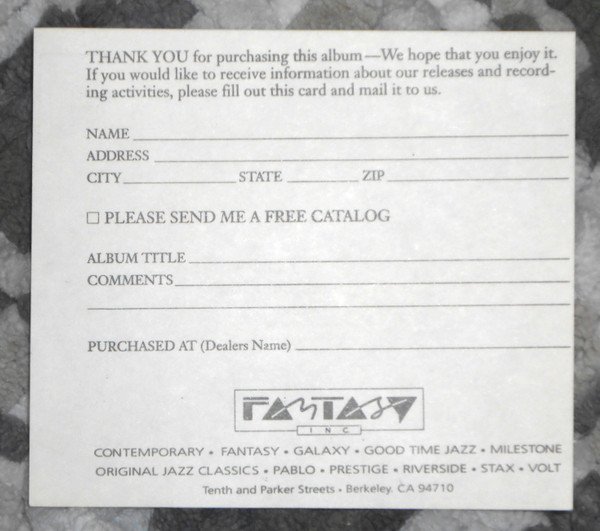 THANK YOU for purchasing this album—We hope that you enjoy it.
If you would like to receive information about our releases and record-
ing activities, please fill out this card and mail it to us.
NAME
ADDRESS
CITY STATE ZIP
☐ PLEASE SEND ME A FREE CATALOG
ALBUM TITLE
COMMENTS
PURCHASED AT (Dealers Name)
FANTASY
INC
CONTEMPORARY • FANTASY • GALAXY • GOOD TIME JAZZ • MILESTONE
ORIGINAL JAZZ CLASSICS • PABLO • PRESTIGE • RIVERSIDE • STAX • VOLT
Tenth and Parker Streets • Berkeley, CA 94710